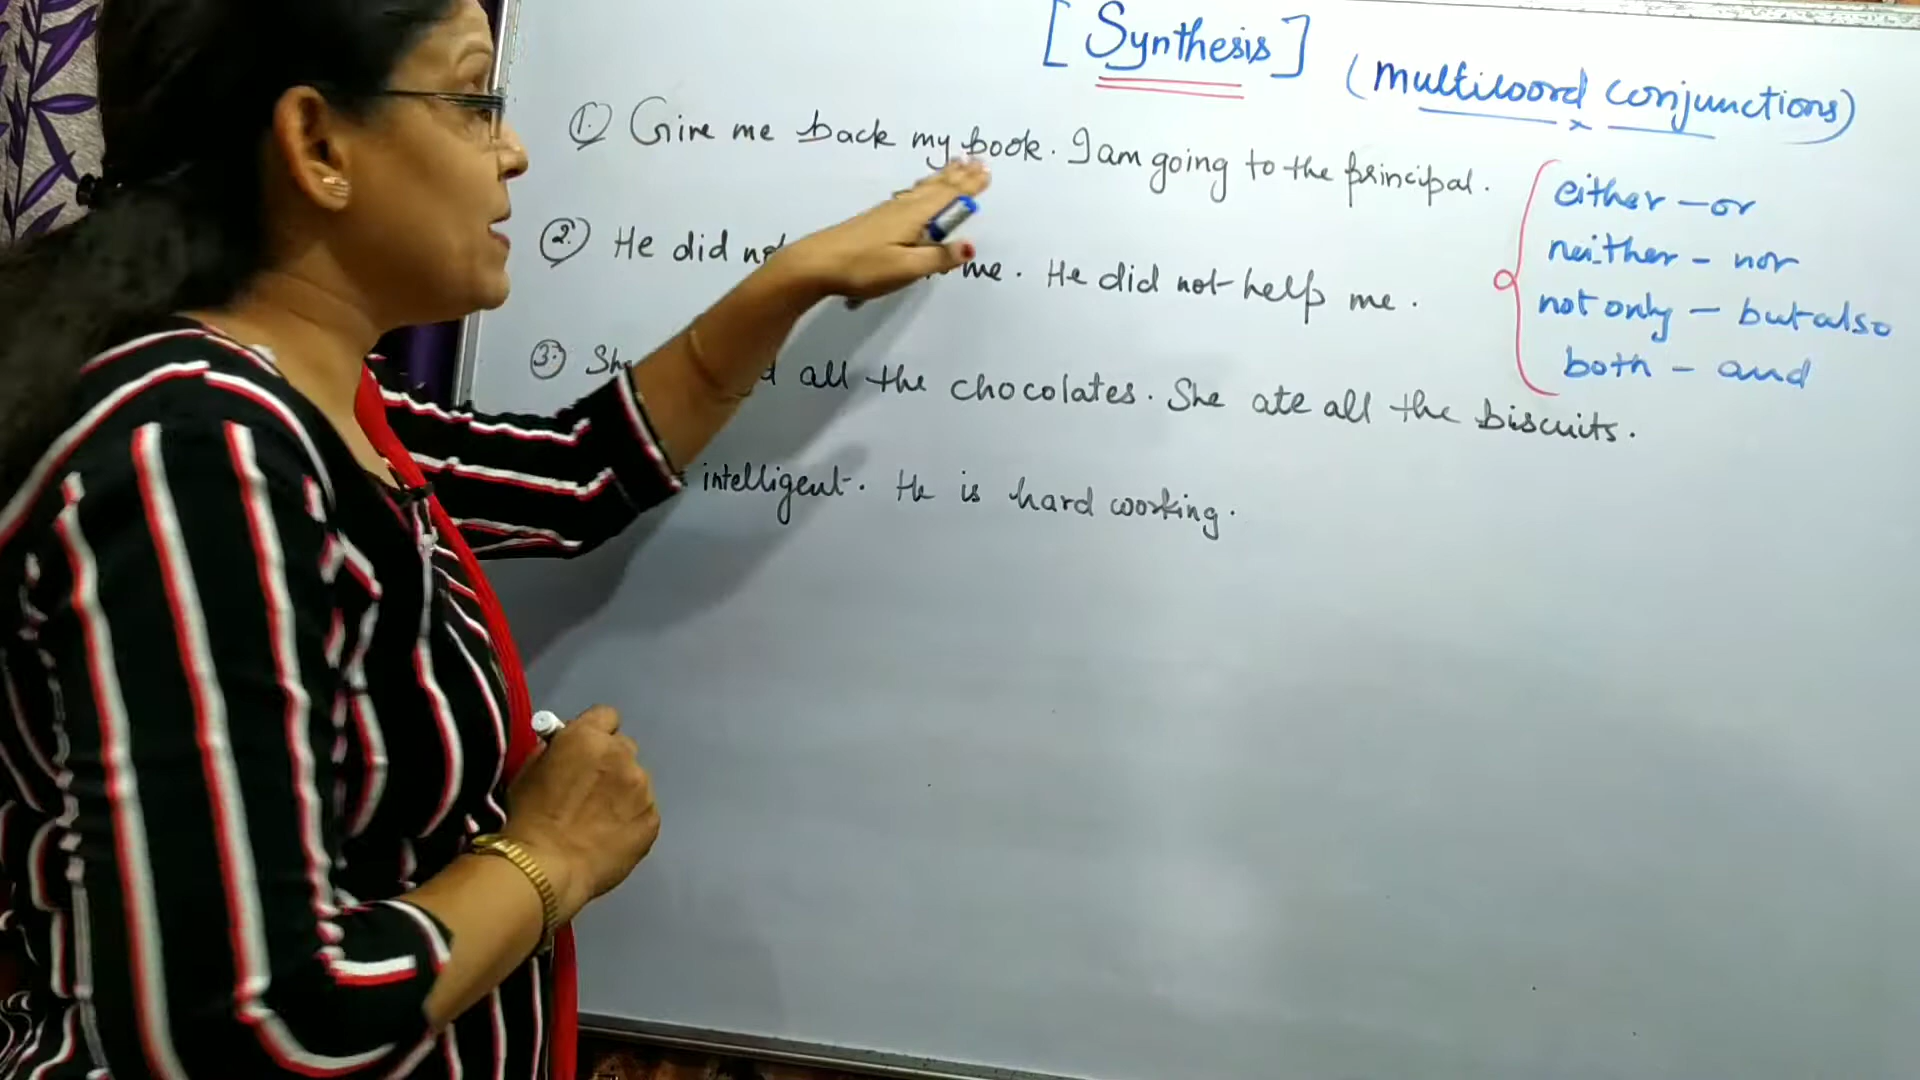 [Synthesis]
(multiword conjunctions)
1. Give me back my book. I am going to the principal.
2. He did me. He did not help me.
3. She all the chocolates. She ate all the biscuits.
intelligent. He is hard working.
either - or
neither - nor
not only - but also
both - and